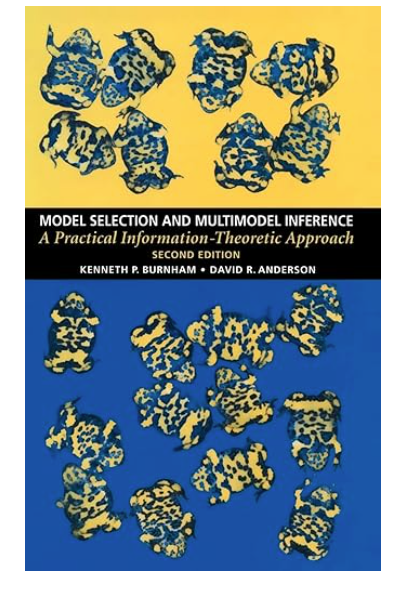 MODEL SELECTION AND MULTIMODEL INFERENCE
A Practical Information-Theoretic Approach
SECOND EDITION
KENNETH P. BURNHAM • DAVID R. ANDERSON